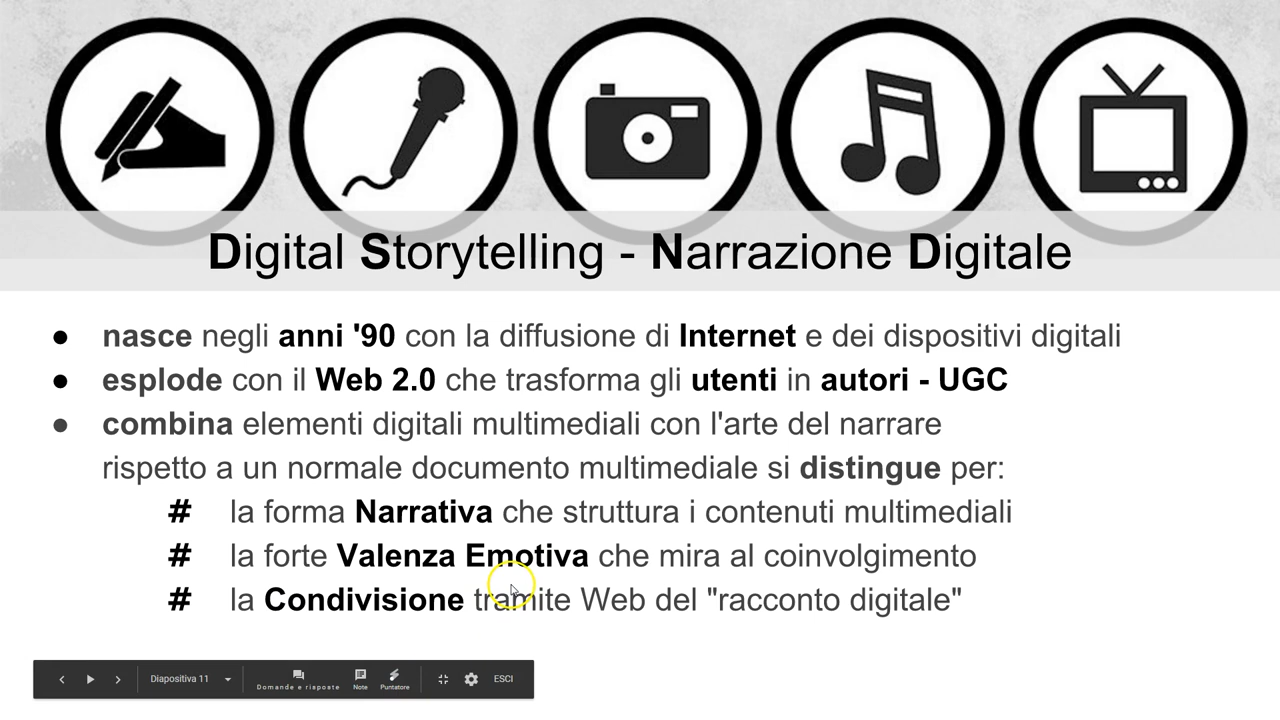 Digital Storytelling - Narrazione Digitale
● nasce negli anni '90 con la diffusione di Internet e dei dispositivi digitali
● esplode con il Web 2.0 che trasforma gli utenti in autori - UGC
● combina elementi digitali multimediali con l'arte del narrare
rispetto a un normale documento multimediale si distingue per:
# la forma Narrativa che struttura i contenuti multimediali
# la forte Valenza Emotiva che mira al coinvolgimento
# la Condivisione tramite Web del "racconto digitale"
Diapositiva 11 Domande e risposte Note Puntatore ESCI